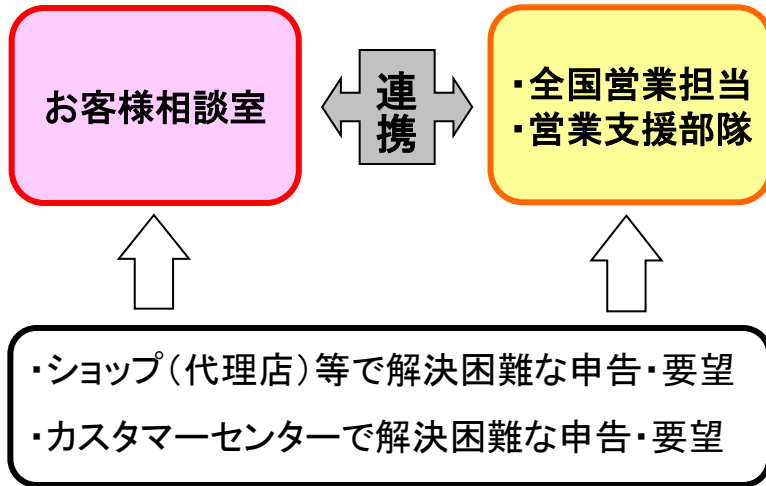 お客様相談室
連携
・全国営業担当
・営業支援部隊
・ショップ（代理店）等で解決困難な申告・要望
・カスタマーセンターで解決困難な申告・要望